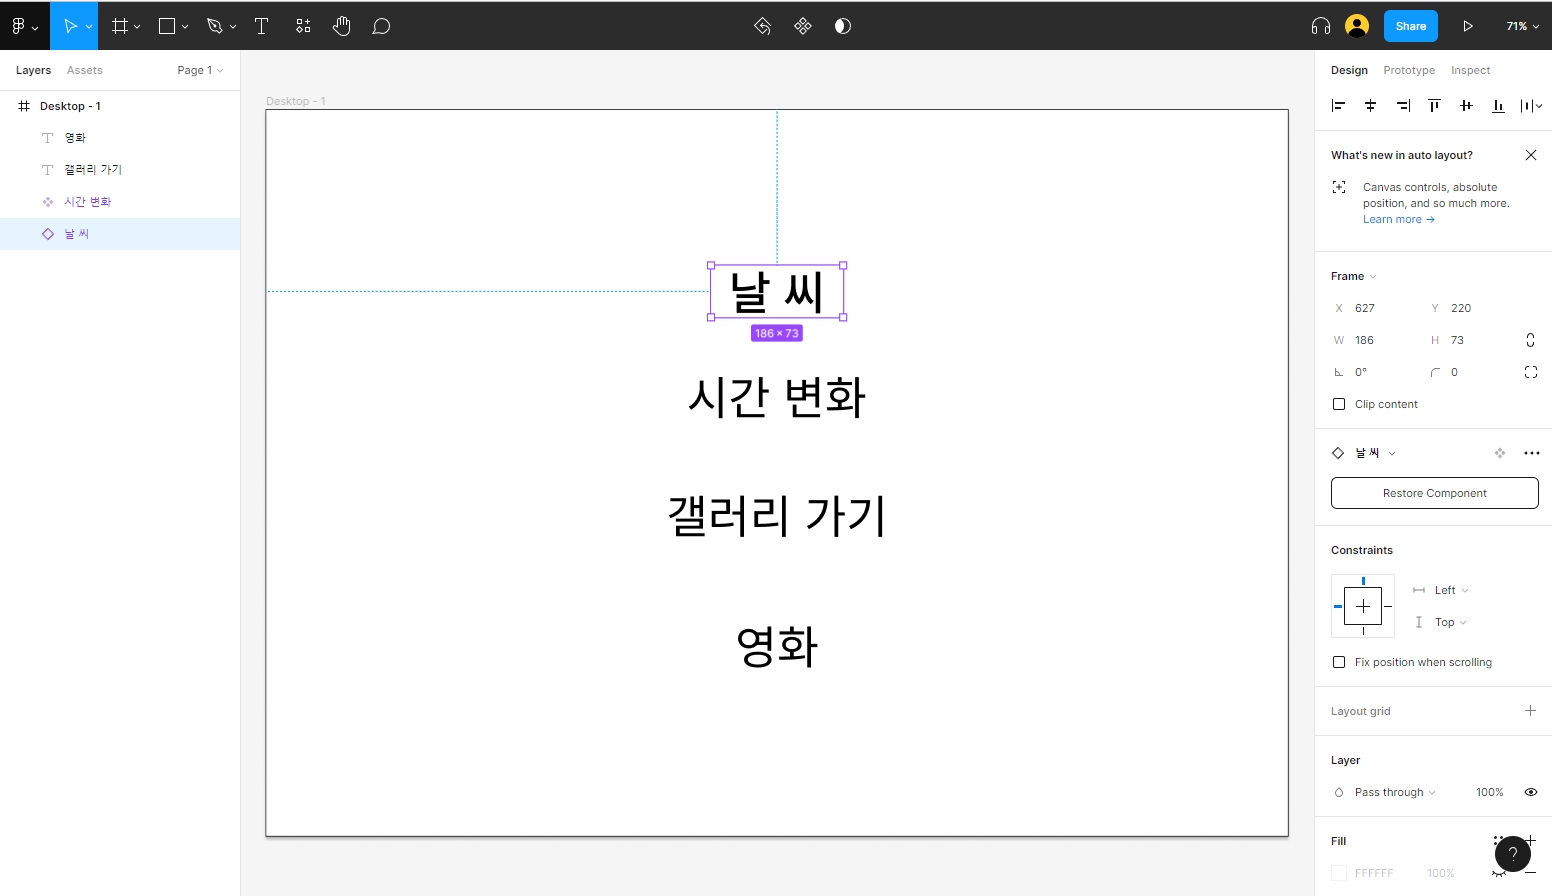 Share
71%
Layers
Assets
Page 1
Desktop - 1
영화
갤러리 가기
시간 변화
날 씨
Desktop - 1
날 씨
186 × 73
시간 변화
갤러리 가기
영화
Design
Prototype
Inspect
What's new in auto layout?
Canvas controls, absolute
position, and so much more.
Learn more →
Frame
X 627
Y 220
W 186
H 73
0°
0
Clip content
날 씨
Restore Component
Constraints
Left
Top
Fix position when scrolling
Layout grid
Layer
Pass through
100%
Fill
FFFFFF
100%
?